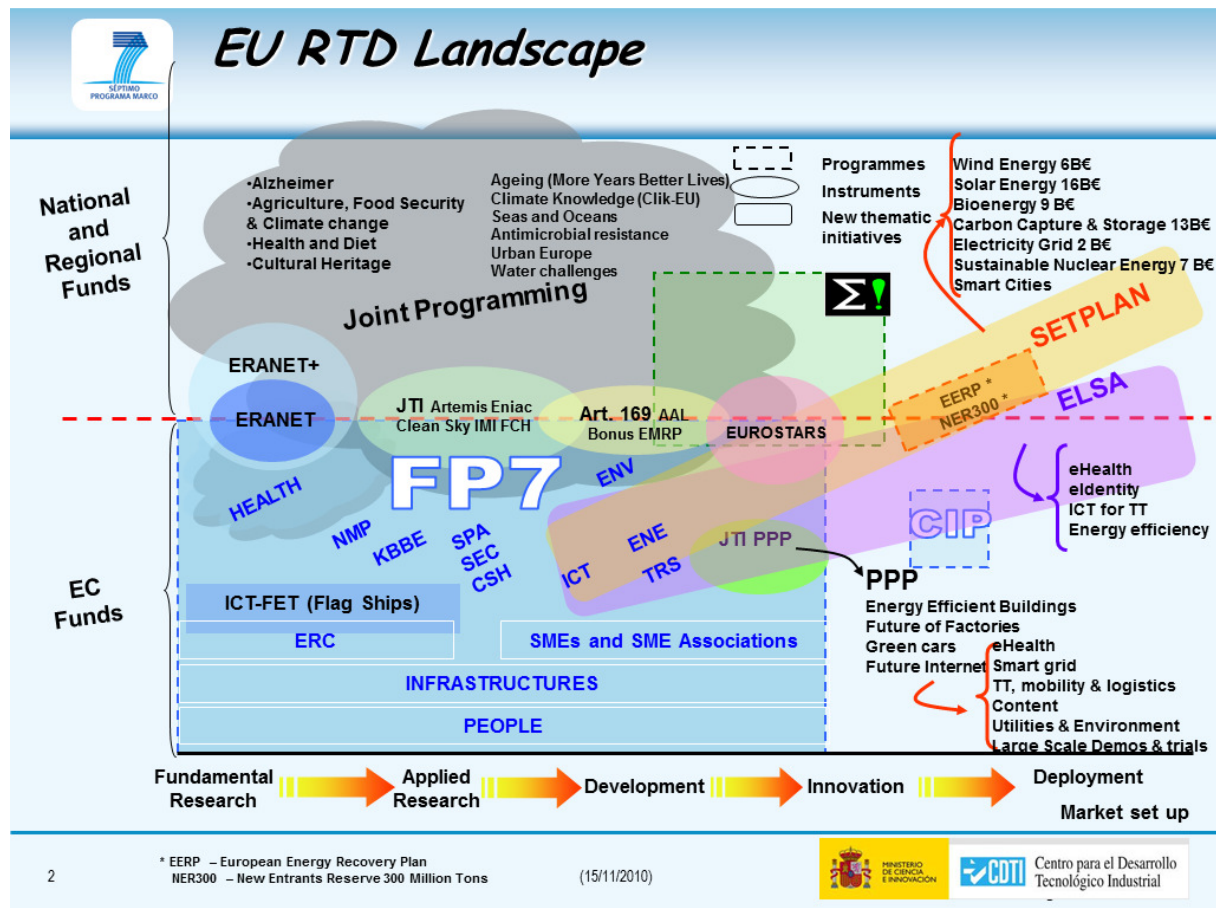 EU RTD Landscape
7
SÉPTIMO
PROGRAMA MARCO
National
and
Regional
Funds
•Alzheimer
•Agriculture, Food Security
& Climate change
•Health and Diet
•Cultural Heritage
Ageing (More Years Better Lives)
Climate Knowledge (Clik-EU)
Seas and Oceans
Antimicrobial resistance
Urban Europe
Water challenges
Joint Programming
Programmes
Instruments
New thematic
initiatives
Wind Energy 6B€
Solar Energy 16B€
Bioenergy 9 B€
Carbon Capture & Storage 13B€
Electricity Grid 2 B€
Sustainable Nuclear Energy 7 B€
Smart Cities
Σ!
SETPLAN
EERP *
NER300 *
ELSA
ERANET+
ERANET
JTI Artemis Eniac
Clean Sky IMI FCH
Art. 169 AAL
Bonus EMRP
EUROSTARS
FP7
HEALTH
NMP
KBBE
SPA
SEC
CSH
ENV
ICT
ENE
TRS
JTI PPP
CIP
eHealth
eIdentity
ICT for TT
Energy efficiency
EC
Funds
PPP
Energy Efficient Buildings
Future of Factories
Green cars
Future Internet
eHealth
Smart grid
TT, mobility & logistics
Content
Utilities & Environment
Large Scale Demos & trials
ICT-FET (Flag Ships)
ERC
SMEs and SME Associations
INFRASTRUCTURES
PEOPLE
Fundamental
Research
Applied
Research
Development
Innovation
Deployment
Market set up
2
* EERP – European Energy Recovery Plan
NER300 – New Entrants Reserve 300 Million Tons
(15/11/2010)
MINISTERIO
DE CIENCIA
E INNOVACIÓN
CDTI
Centro para el Desarrollo
Tecnológico Industrial